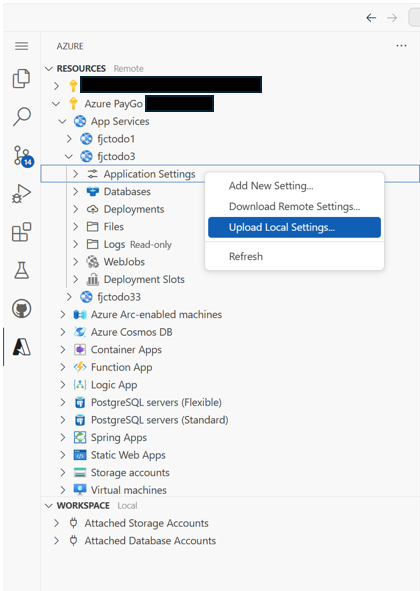 AZURE
RESOURCES Remote
Azure PayGo
App Services
fjctodo1
fjctodo3
Application Settings
Databases
Deployments
Files
Logs Read-only
WebJobs
Deployment Slots
fjctodo33
Azure Arc-enabled machines
Azure Cosmos DB
Container Apps
Function App
Logic App
PostgreSQL servers (Flexible)
PostgreSQL servers (Standard)
Spring Apps
Static Web Apps
Storage accounts
Virtual machines
WORKSPACE Local
Attached Storage Accounts
Attached Database Accounts
Add New Setting...
Download Remote Settings...
Upload Local Settings...
Refresh
14